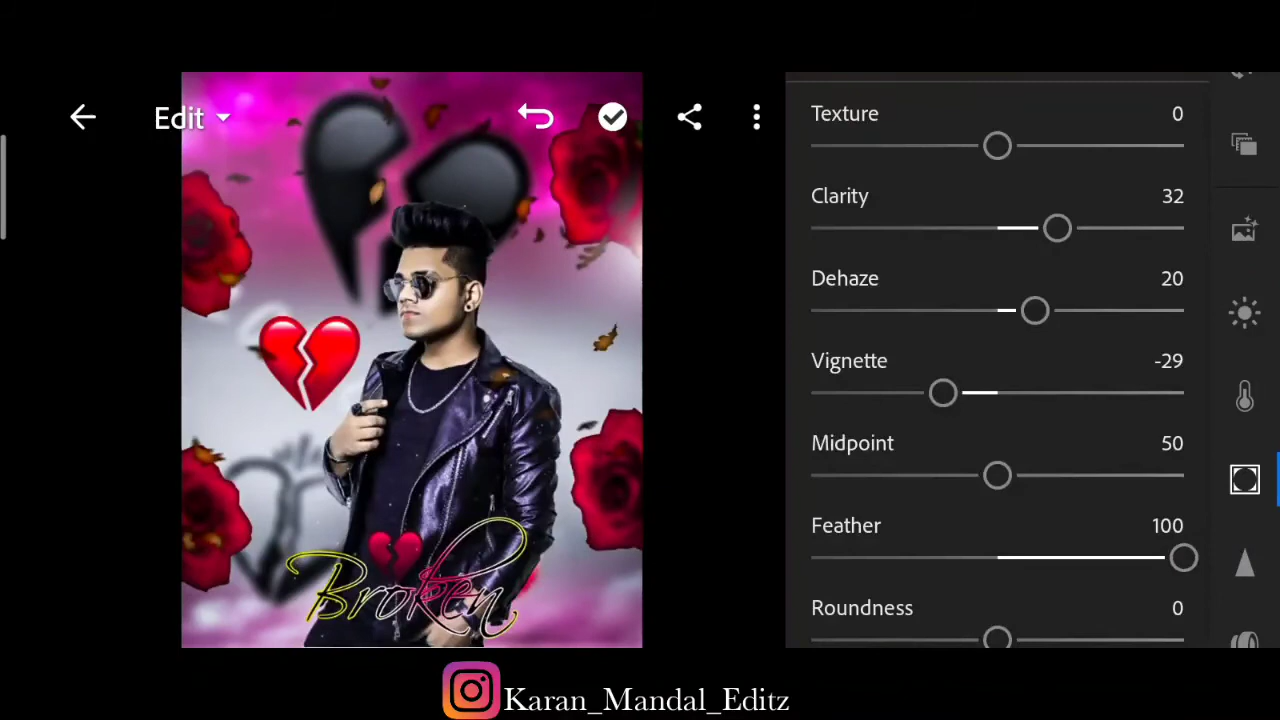 Edit
Texture 0
Clarity 32
Dehaze 20
Vignette -29
Midpoint 50
Feather 100
Roundness 0
Broken
Karan_Mandal_Editz